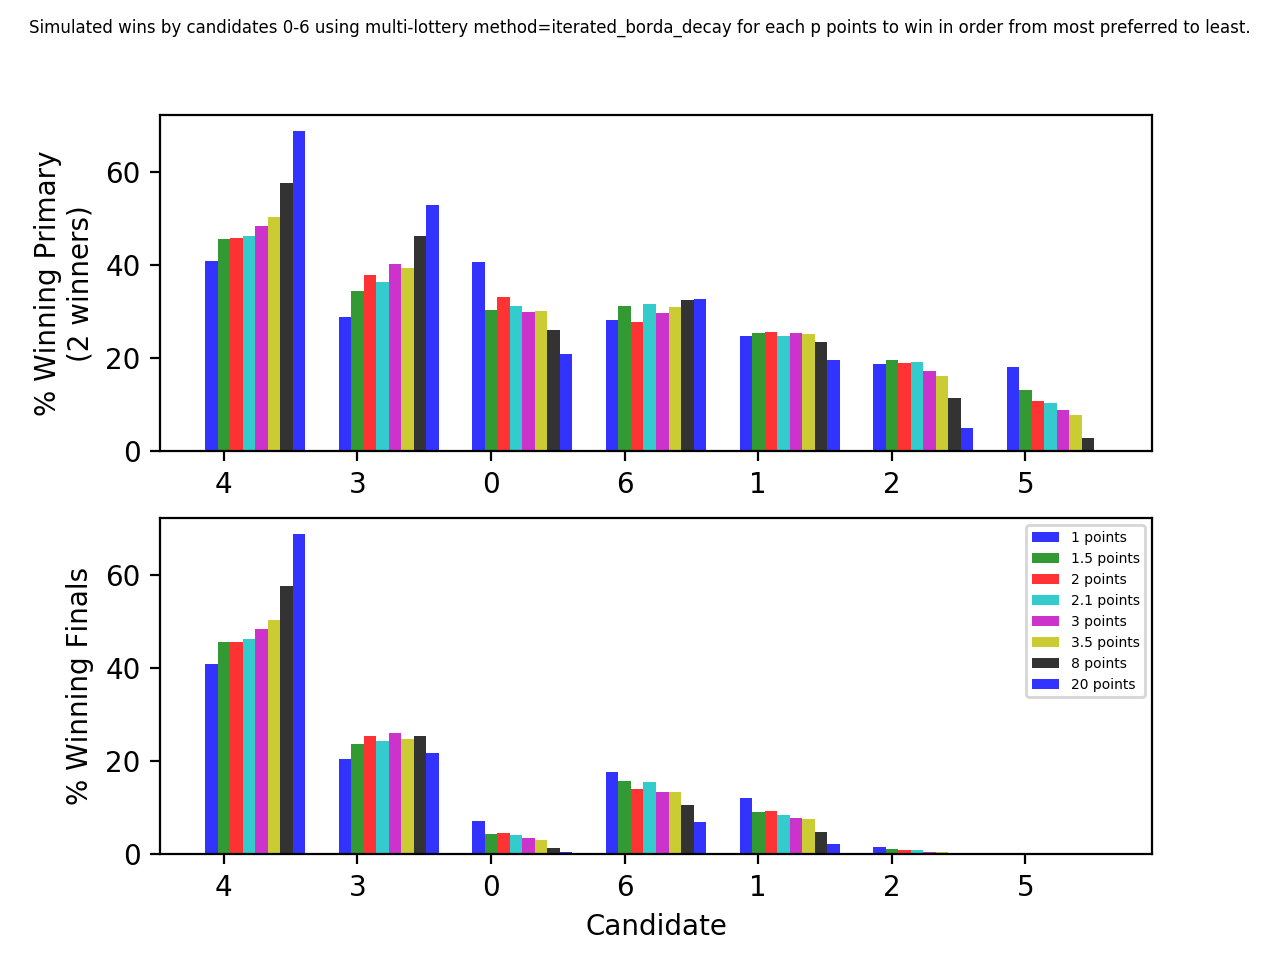 Simulated wins by candidates 0-6 using multi-lottery method=iterated_borda_decay for each p points to win in order from most preferred to least.
% Winning Primary
(2 winners)
60
40
20
0
4 3 0 6 1 2 5
% Winning Finals
60
40
20
0
1 points
1.5 points
2 points
2.1 points
3 points
3.5 points
8 points
20 points
4 3 0 6 1 2 5
Candidate